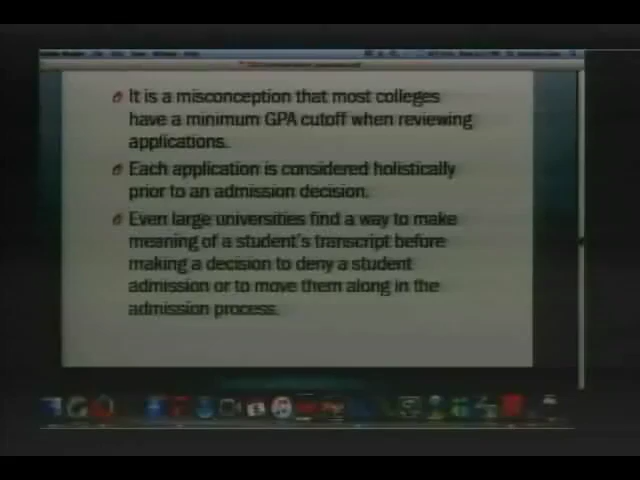 It is a misconception that most colleges
have a minimum GPA cutoff when reviewing
applications.
Each application is considered holistically
prior to an admission decision.
Even large universities find a way to make
meaning of a student's transcript before
making a decision to deny a student
admission or to move them along in the
admission process.